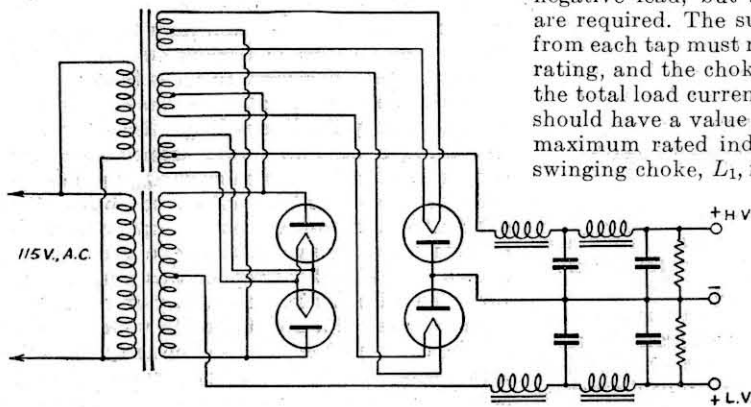 negative lead, but
are required. The su
from each tap must
rating, and the chok
the total load curren
should have a value
maximum rated ind
swinging choke, L₁,
115 V., A.C.
+ H.V
−
+ L.V